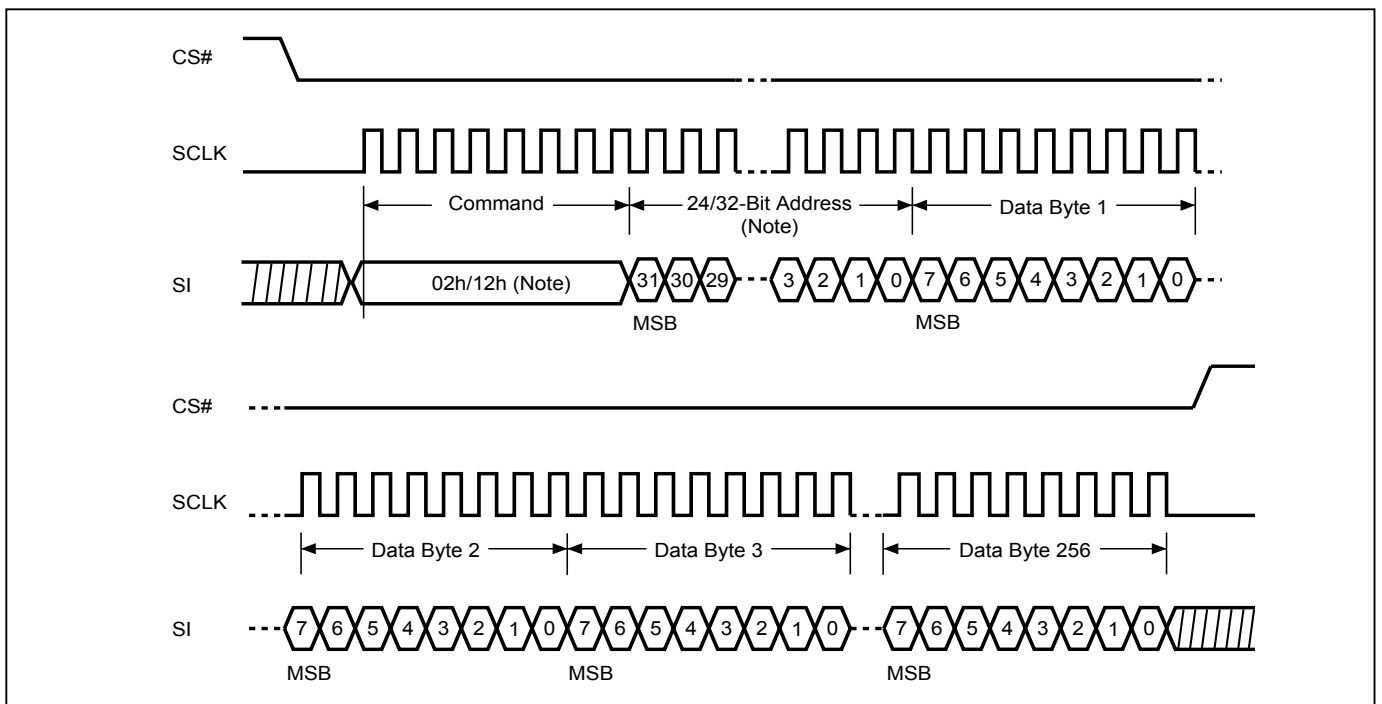 CS#
SCLK
Command
24/32-Bit Address
(Note)
Data Byte 1
SI
02h/12h (Note)
31 30 29 3 2 1 0 7 6 5 4 3 2 1 0
MSB MSB
CS#
SCLK
Data Byte 2 Data Byte 3 Data Byte 256
SI
7 6 5 4 3 2 1 0 7 6 5 4 3 2 1 0 7 6 5 4 3 2 1 0
MSB MSB MSB